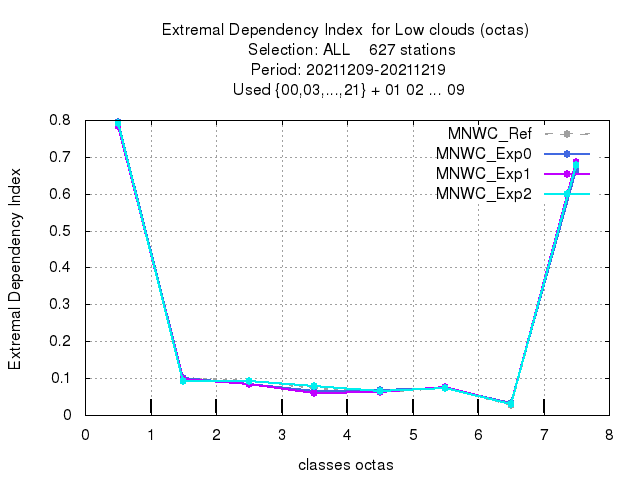 Extremal Dependency Index  for Low clouds (octas)
Selection: ALL    627 stations
Period: 20211209-20211219
Used {00,03,...,21} + 01 02 ... 09
MNWC_Ref
MNWC_Exp0
MNWC_Exp1
MNWC_Exp2
Extremal Dependency Index
0.8
0.7
0.6
0.5
0.4
0.3
0.2
0.1
0
0 1 2 3 4 5 6 7 8
classes octas